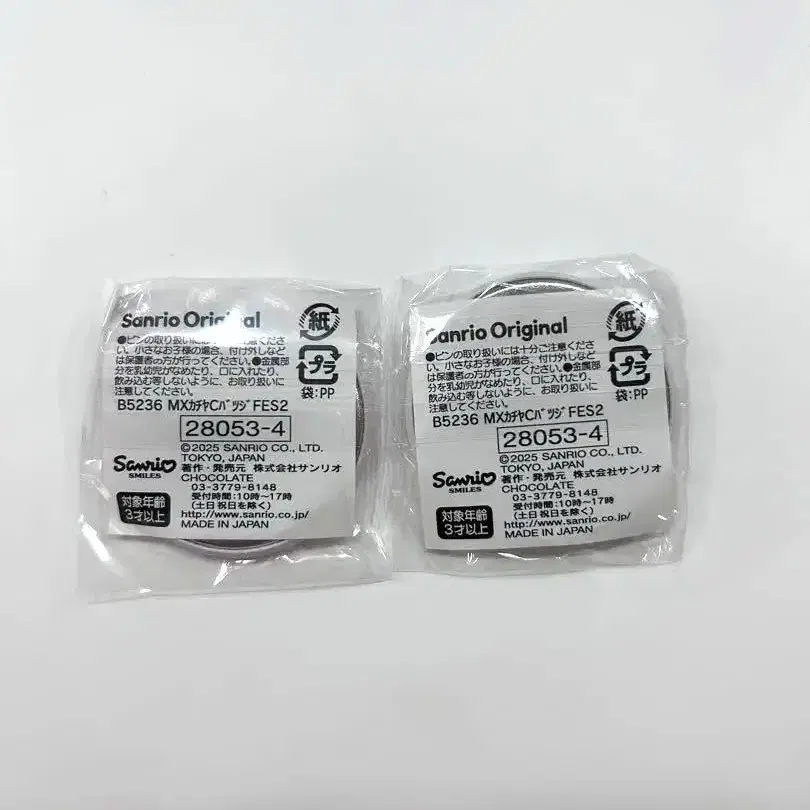 Sanrio Original
●ピンの取り扱いには十分ご注意くださ
い。小さなお子様の場合、付け外しなど
は保護者の方が行ってください。●金属部
分を乳幼児がなめたり、口に入れたり、
飲み込む等しないように、お取り扱いに
注意してください。
紙
プラ
袋:PP
B5236 MXｶﾁﾔCﾊﾞﾂｼﾞFES2
28053-4
©2025 SANRIO CO., LTD.
TOKYO, JAPAN
著作・発売元 株式会社サンリオ
CHOCOLATE
03-3779-8148
受付時間:10時～17時
(土日祝日を除く)
http://www.sanrio.co.jp/
MADE IN JAPAN
Sanrio
SMILES
対象年齢
3才以上
Sanrio Original
●ピンの取り扱いには十分ご注意くださ
い。小さなお子様の場合、付け外しなど
は保護者の方が行ってください。●金属部
分を乳幼児がなめたり、口に入れたり、
飲み込む等しないように、お取り扱いに
注意してください。
紙
プラ
袋:PP
B5236 MXｶﾁﾔCﾊﾞﾂｼﾞFES2
28053-4
©2025 SANRIO CO., LTD.
TOKYO, JAPAN
著作・発売元 株式会社サンリオ
CHOCOLATE
03-3779-8148
受付時間:10時～17時
(土日祝日を除く)
http://www.sanrio.co.jp/
MADE IN JAPAN
Sanrio
SMILES
対象年齢
3才以上